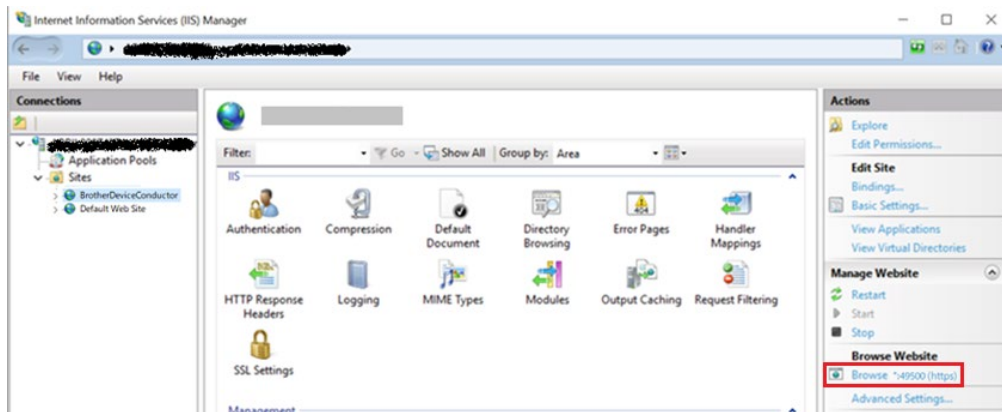 Internet Information Services (IIS) Manager
File View Help
Connections
Application Pools
Sites
BrotherDeviceConductor
Default Web Site
Filter: Go Show All Group by: Area
IIS
Authentication Compression Default Document Directory Browsing Error Pages Handler Mappings
HTTP Response Headers Logging MIME Types Modules Output Caching Request Filtering
SSL Settings
Management
Actions
Explore
Edit Permissions...
Edit Site
Bindings...
Basic Settings...
View Applications
View Virtual Directories
Manage Website
Restart
Start
Stop
Browse Website
Browse *:49500 (https)
Advanced Settings...